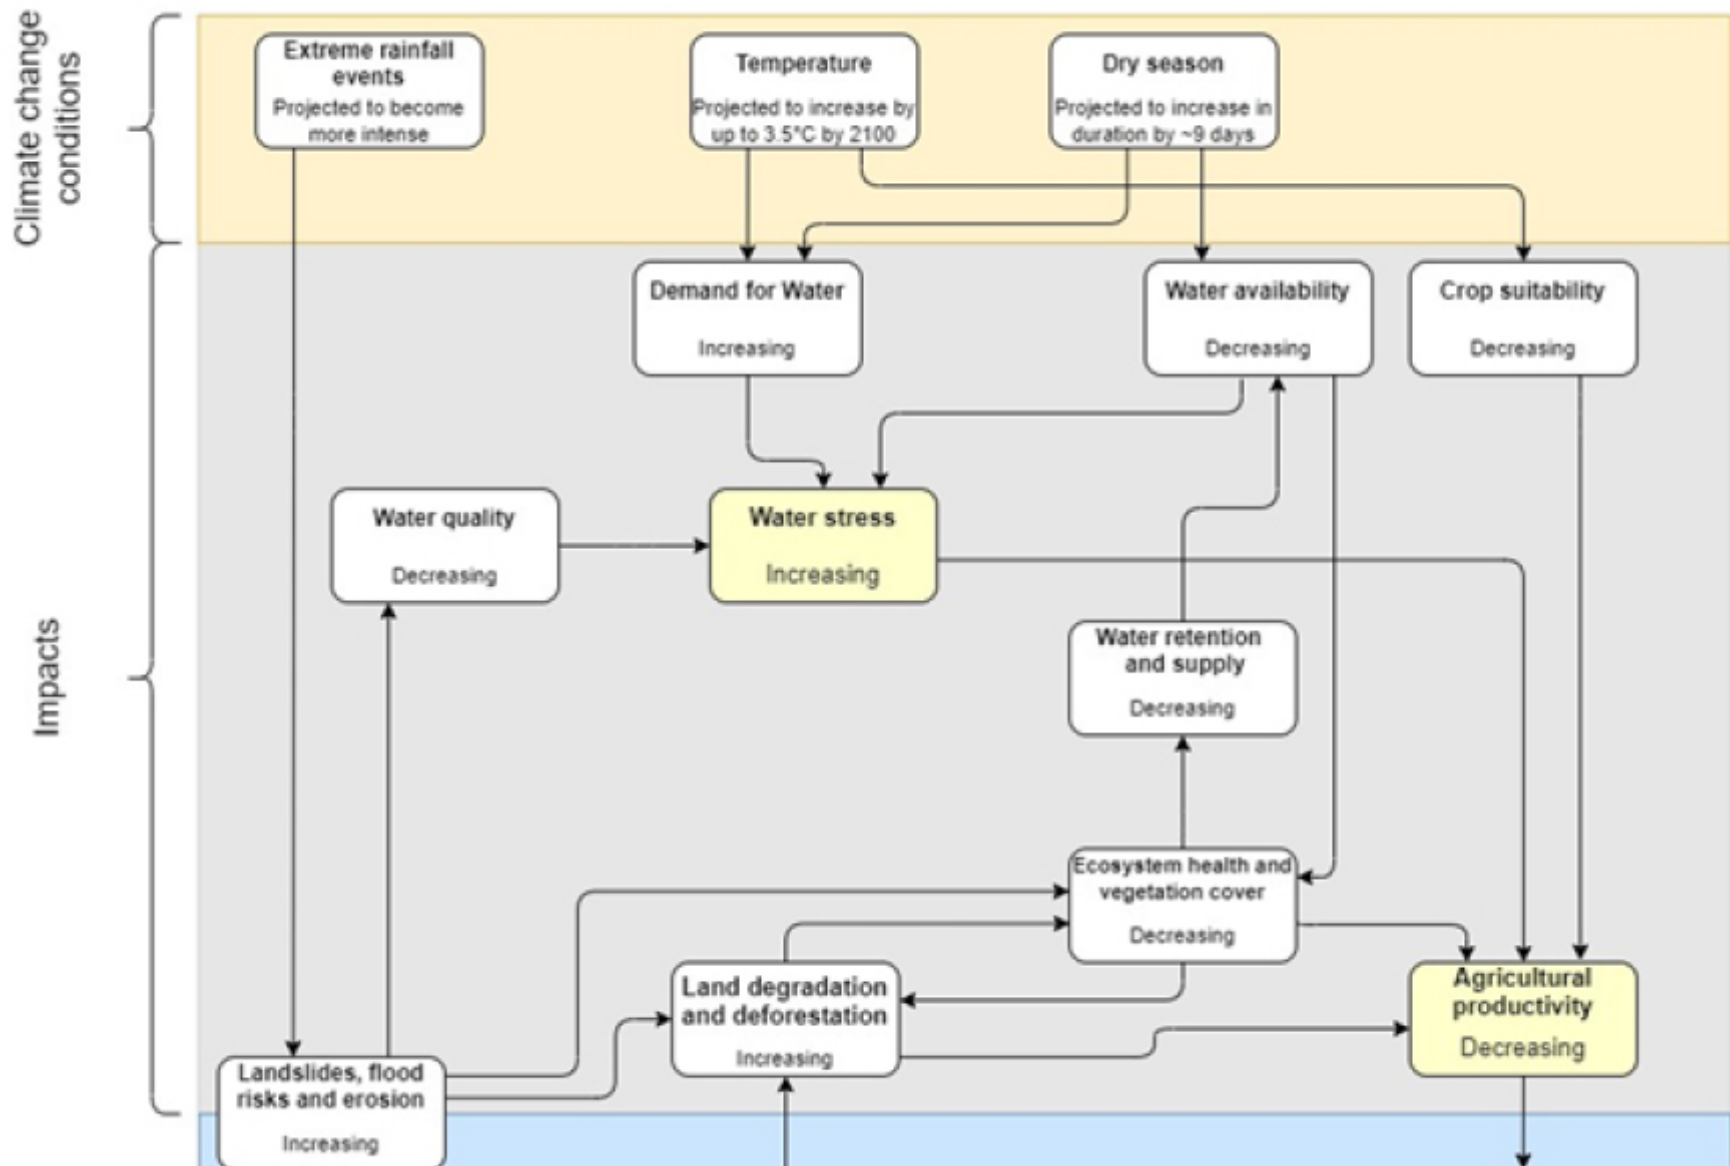 Climate change
conditions
Extreme rainfall
events
Projected to become
more intense
Temperature
Projected to increase by
up to 3.5°C by 2100
Dry season
Projected to increase in
duration by ~9 days
Impacts
Demand for Water
Increasing
Water availability
Decreasing
Crop suitability
Decreasing
Water quality
Decreasing
Water stress
Increasing
Water retention
and supply
Decreasing
Ecosystem health and
vegetation cover
Decreasing
Land degradation
and deforestation
Increasing
Agricultural
productivity
Decreasing
Landslides, flood
risks and erosion
Increasing